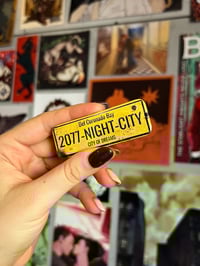 Del Coronado Bay
2077-NIGHT-CITY
CITY OF DREAMS